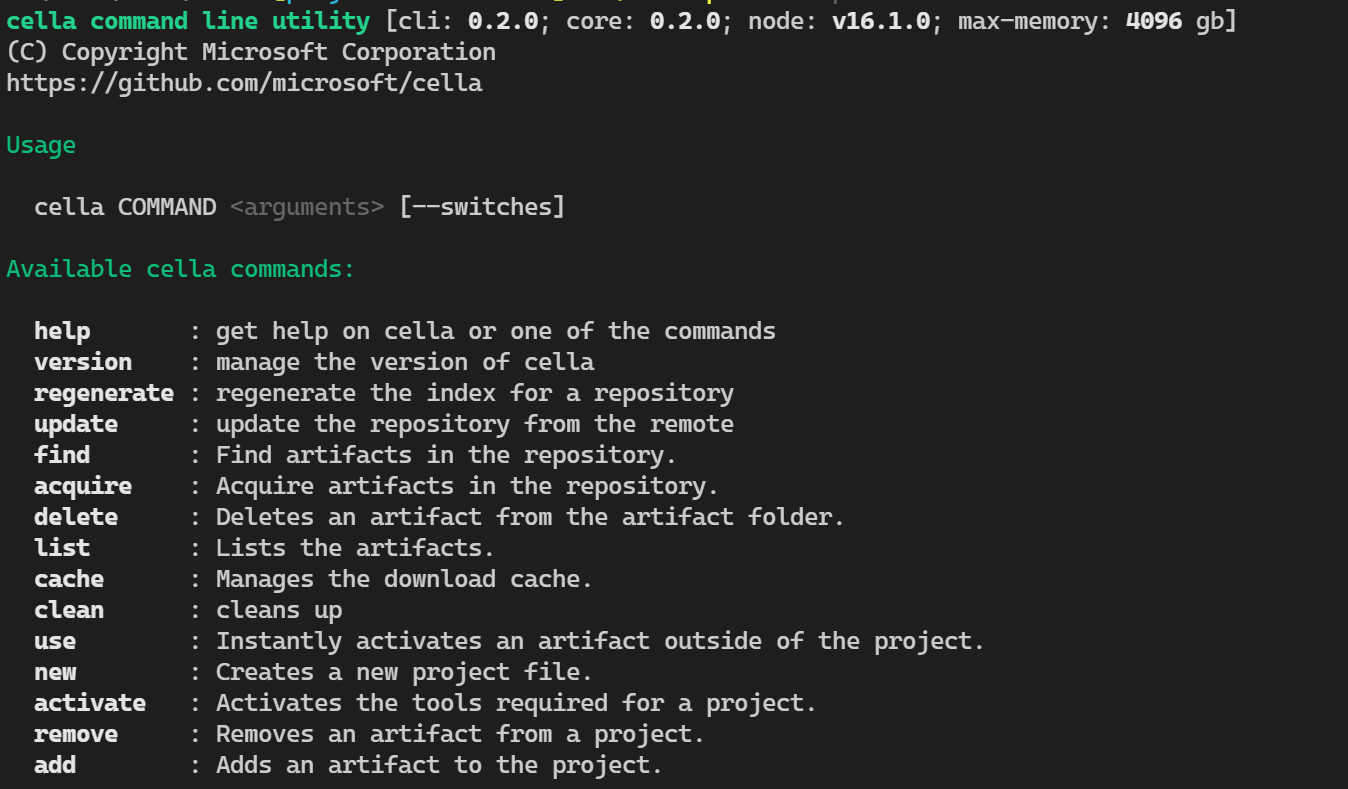 cella command line utility [cli: 0.2.0; core: 0.2.0; node: v16.1.0; max-memory: 4096 gb]
(C) Copyright Microsoft Corporation
https://github.com/microsoft/cella
Usage
cella COMMAND <arguments> [--switches]
Available cella commands:
help : get help on cella or one of the commands
version : manage the version of cella
regenerate : regenerate the index for a repository
update : update the repository from the remote
find : Find artifacts in the repository.
acquire : Acquire artifacts in the repository.
delete : Deletes an artifact from the artifact folder.
list : Lists the artifacts.
cache : Manages the download cache.
clean : cleans up
use : Instantly activates an artifact outside of the project.
new : Creates a new project file.
activate : Activates the tools required for a project.
remove : Removes an artifact from a project.
add : Adds an artifact to the project.